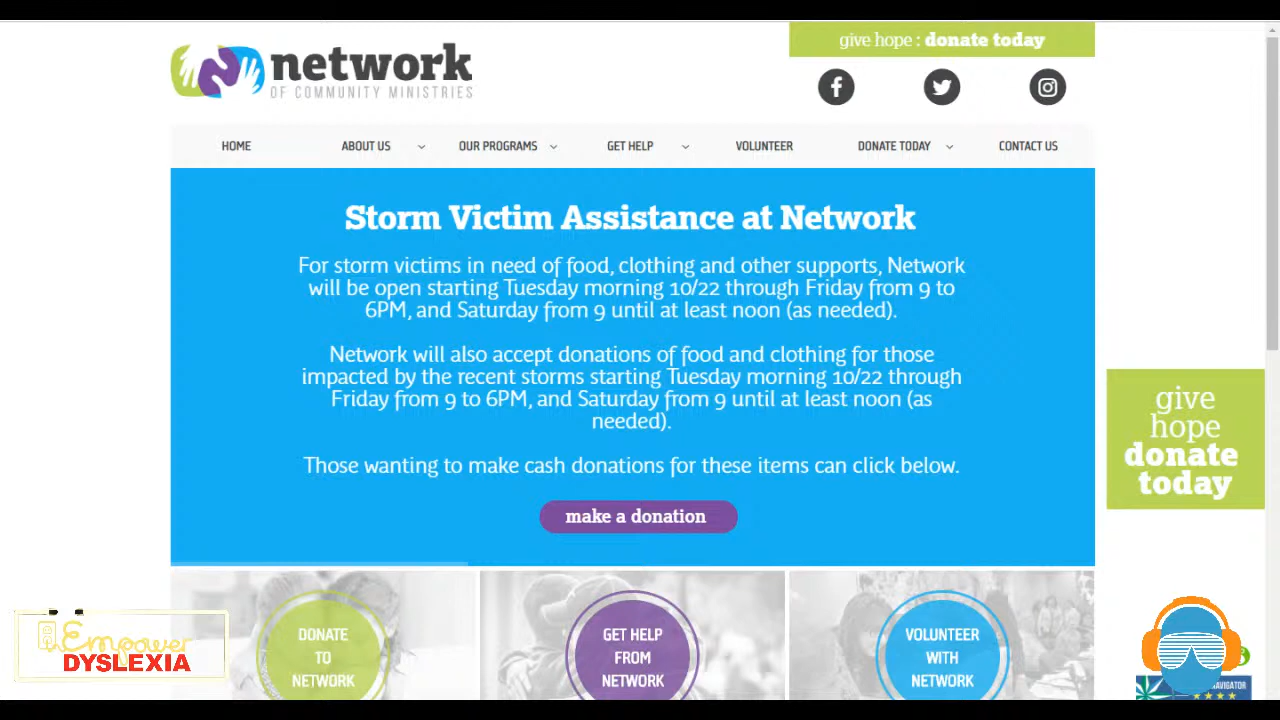 give hope : donate today
network
OF COMMUNITY MINISTRIES
HOME
ABOUT US
OUR PROGRAMS
GET HELP
VOLUNTEER
DONATE TODAY
CONTACT US
Storm Victim Assistance at Network
For storm victims in need of food, clothing and other supports, Network
will be open starting Tuesday morning 10/22 through Friday from 9 to
6PM, and Saturday from 9 until at least noon (as needed).
Network will also accept donations of food and clothing for those
impacted by the recent storms starting Tuesday morning 10/22 through
Friday from 9 to 6PM, and Saturday from 9 until at least noon (as
needed).
Those wanting to make cash donations for these items can click below.
make a donation
give
hope
donate
today
DONATE
TO
NETWORK
GET HELP
FROM
NETWORK
VOLUNTEER
WITH
NETWORK
Empower
DYSLEXIA